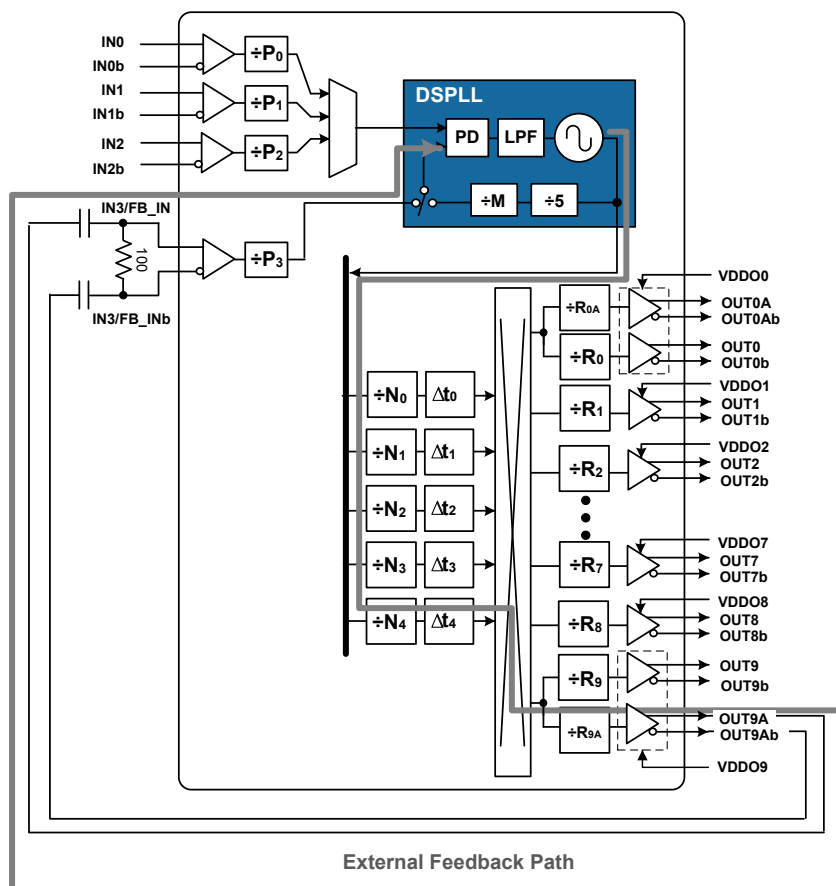 IN0
IN0b
IN1
IN1b
IN2
IN2b
÷P0
÷P1
÷P2
DSPLL
PD
LPF
÷M
÷5
IN3/FB_IN
100
÷P3
IN3/FB_INb
÷N0
Δt0
÷N1
Δt1
÷N2
Δt2
÷N3
Δt3
÷N4
Δt4
÷R0A
÷R0
÷R1
÷R2
÷R7
÷R8
÷R9
÷R9A
VDDO0
OUT0A
OUT0Ab
OUT0
OUT0b
VDDO1
OUT1
OUT1b
VDDO2
OUT2
OUT2b
VDDO7
OUT7
OUT7b
VDDO8
OUT8
OUT8b
OUT9
OUT9b
OUT9A
OUT9Ab
VDDO9
External Feedback Path